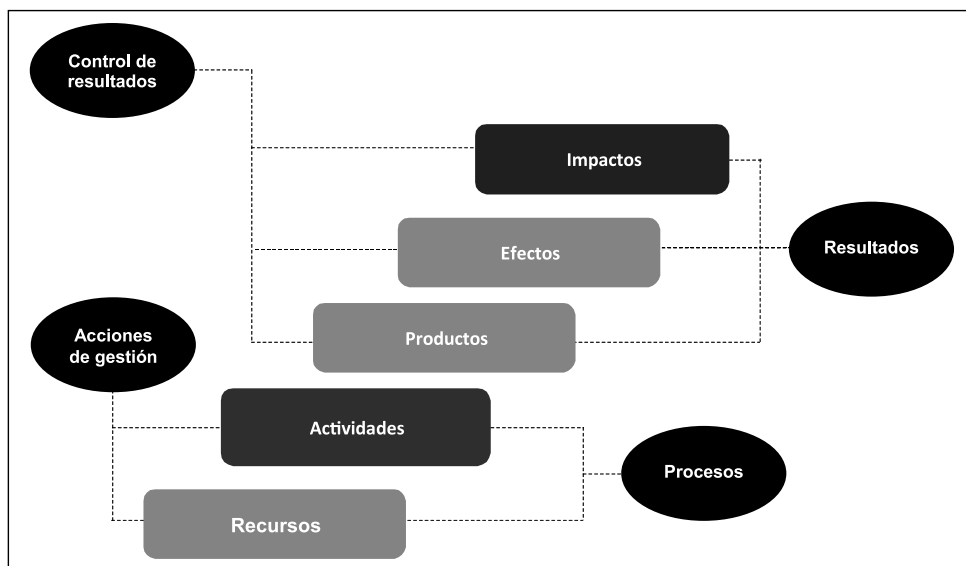 Control de
resultados
Impactos
Efectos
Resultados
Productos
Acciones
de gestión
Actividades
Procesos
Recursos